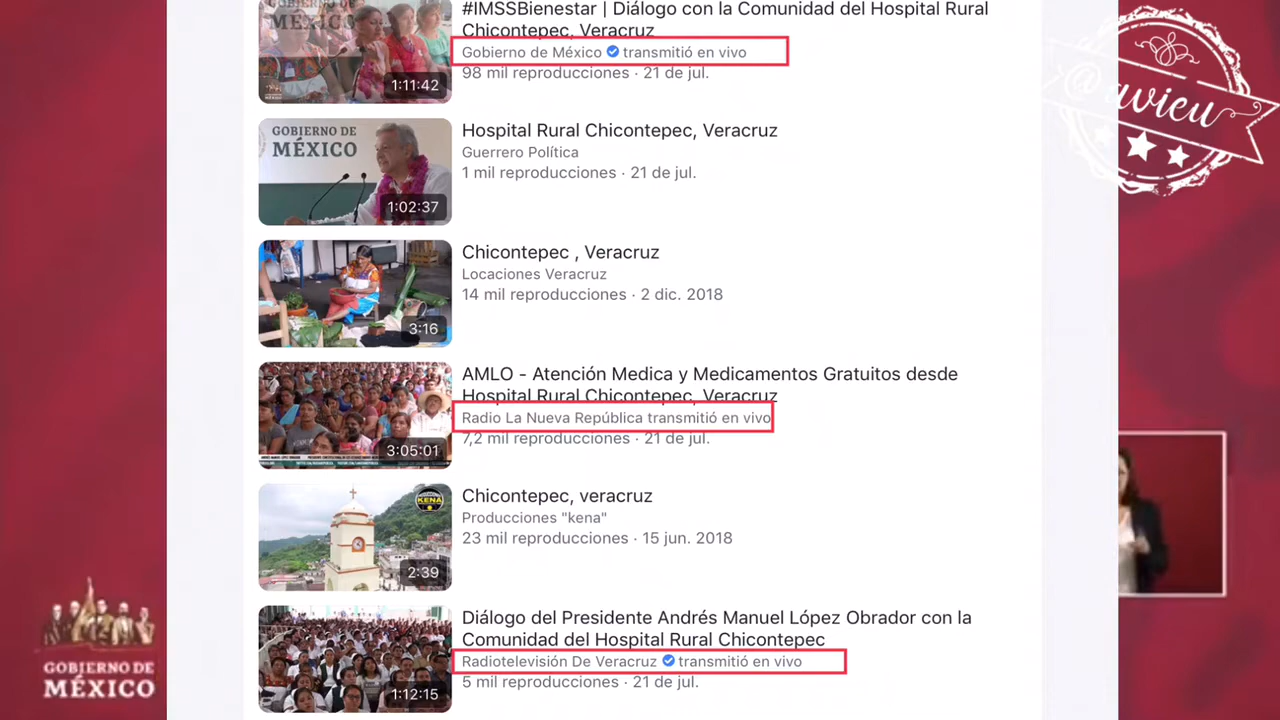 #IMSSBienestar | Diálogo con la Comunidad del Hospital Rural
Chicontepec, Veracruz
Gobierno de México transmitió en vivo
98 mil reproducciones · 21 de jul.
MÉXICO
1:11:42
@avieu
Hospital Rural Chicontepec, Veracruz
Guerrero Política
1 mil reproducciones · 21 de jul.
GOBIERNO DE
MÉXICO
1:02:37
Chicontepec , Veracruz
Locaciones Veracruz
14 mil reproducciones · 2 dic. 2018
3:16
AMLO - Atención Medica y Medicamentos Gratuitos desde
Hospital Rural Chicontepec, Veracruz
Radio La Nueva República transmitió en vivo
7,2 mil reproducciones · 21 de jul.
3:05:01
Chicontepec, veracruz
Producciones "kena"
23 mil reproducciones · 15 jun. 2018
KENA
2:39
Diálogo del Presidente Andrés Manuel López Obrador con la
Comunidad del Hospital Rural Chicontepec
Radiotelevisión De Veracruz transmitió en vivo
5 mil reproducciones · 21 de jul.
1:12:15
GOBIERNO DE
MÉXICO